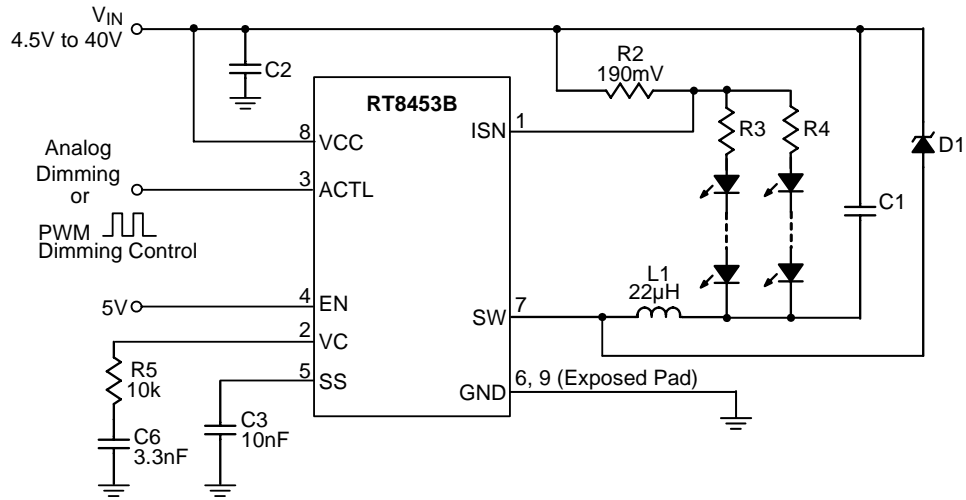 VIN
4.5V to 40V
C2
R2
190mV
RT8453B
ISN
1
R3
R4
8
VCC
D1
Analog
Dimming
or
PWM
Dimming Control
3
ACTL
C1
L1
22µH
5V
4
EN
SW
7
2
VC
R5
10k
5
SS
GND
6, 9 (Exposed Pad)
C3
10nF
C6
3.3nF